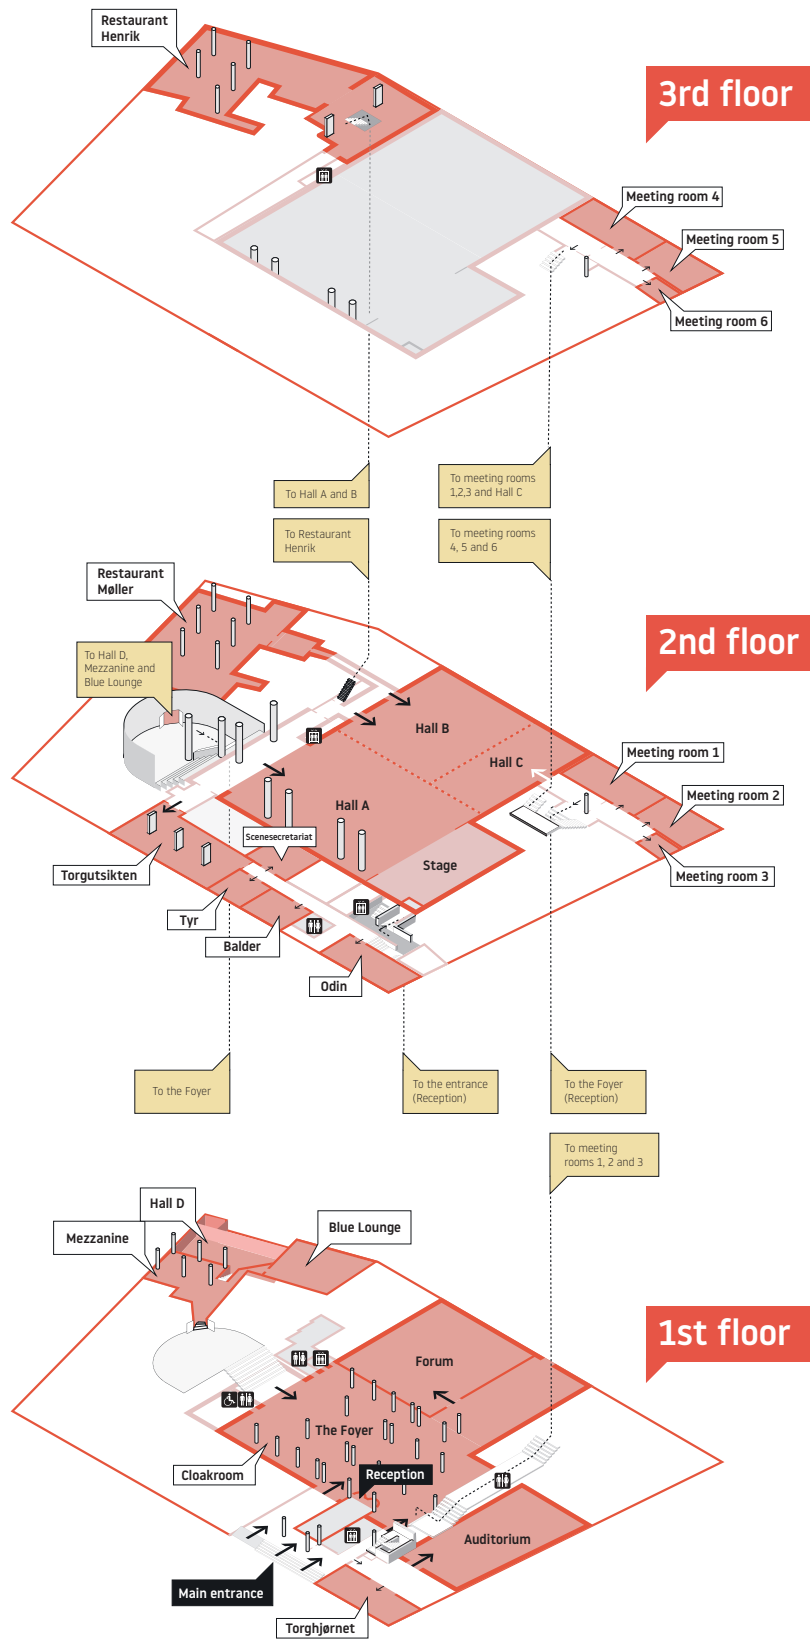 Restaurant
Henrik
3rd floor
Meeting room 4
Meeting room 5
Meeting room 6
To Hall A and B
To meeting rooms
1,2,3 and Hall C
To Restaurant
Henrik
To meeting rooms
4, 5 and 6
Restaurant
Møller
2nd floor
To Hall D,
Mezzanine and
Blue Lounge
Hall B
Hall C
Meeting room 1
Meeting room 2
Hall A
Scenesecretariat
Stage
Meeting room 3
Torgutsikten
Tyr
Balder
Odin
To the Foyer
To the entrance
(Reception)
To the Foyer
(Reception)
To meeting
rooms 1, 2 and 3
Hall D
Mezzanine
Blue Lounge
1st floor
Forum
The Foyer
Cloakroom
Reception
Auditorium
Main entrance
Torghjørnet